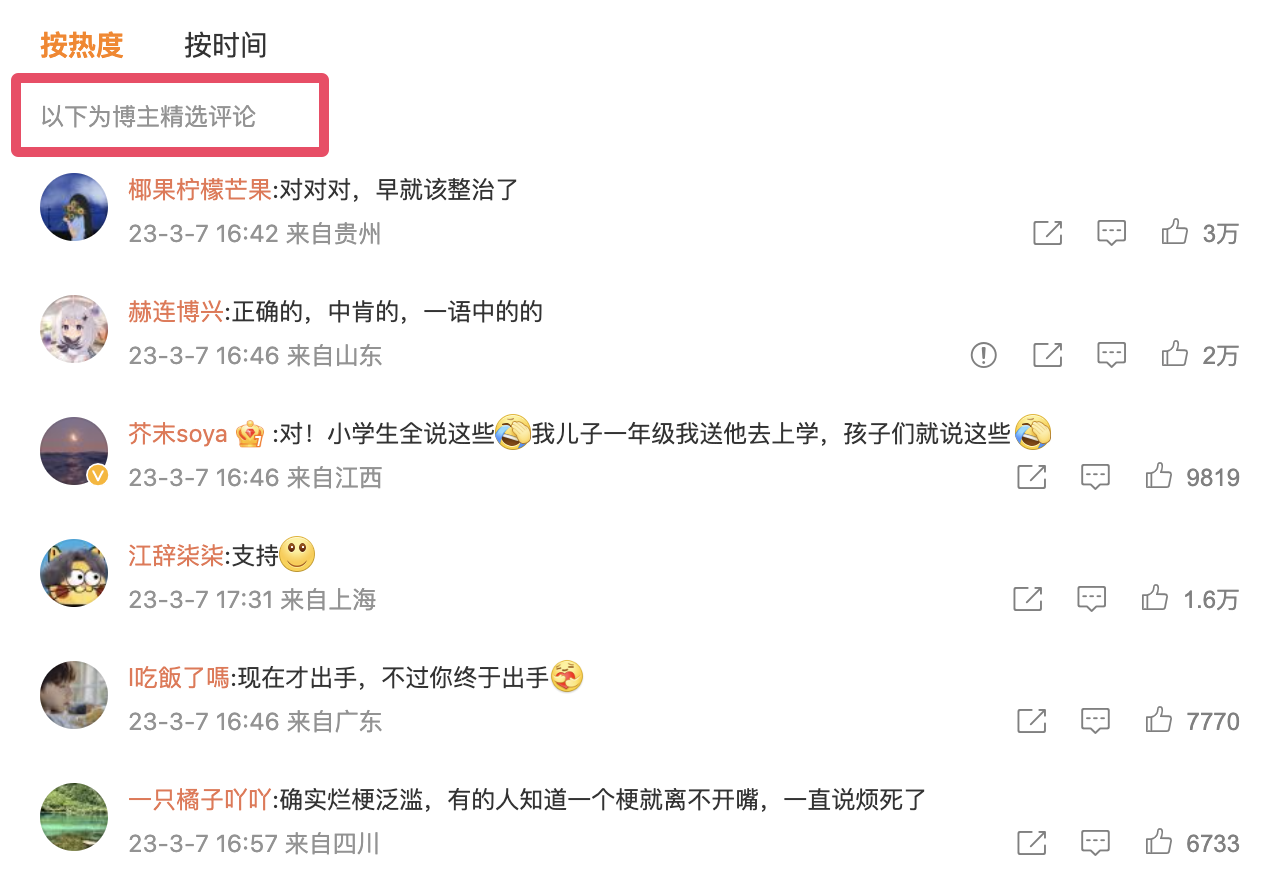 按热度 按时间
以下为博主精选评论
椰果柠檬芒果:对对对，早就该整治了
23-3-7 16:42 来自贵州 3万
赫连博兴:正确的，中肯的，一语中的的
23-3-7 16:46 来自山东 2万
芥末soya :对！小学生全说这些我儿子一年级我送他去上学，孩子们就说这些
23-3-7 16:46 来自江西 9819
江辞柒柒:支持
23-3-7 17:31 来自上海 1.6万
I吃飯了嗎:现在才出手，不过你终于出手
23-3-7 16:46 来自广东 7770
一只橘子吖吖:确实烂梗泛滥，有的人知道一个梗就离不开嘴，一直说烦死了
23-3-7 16:57 来自四川 6733